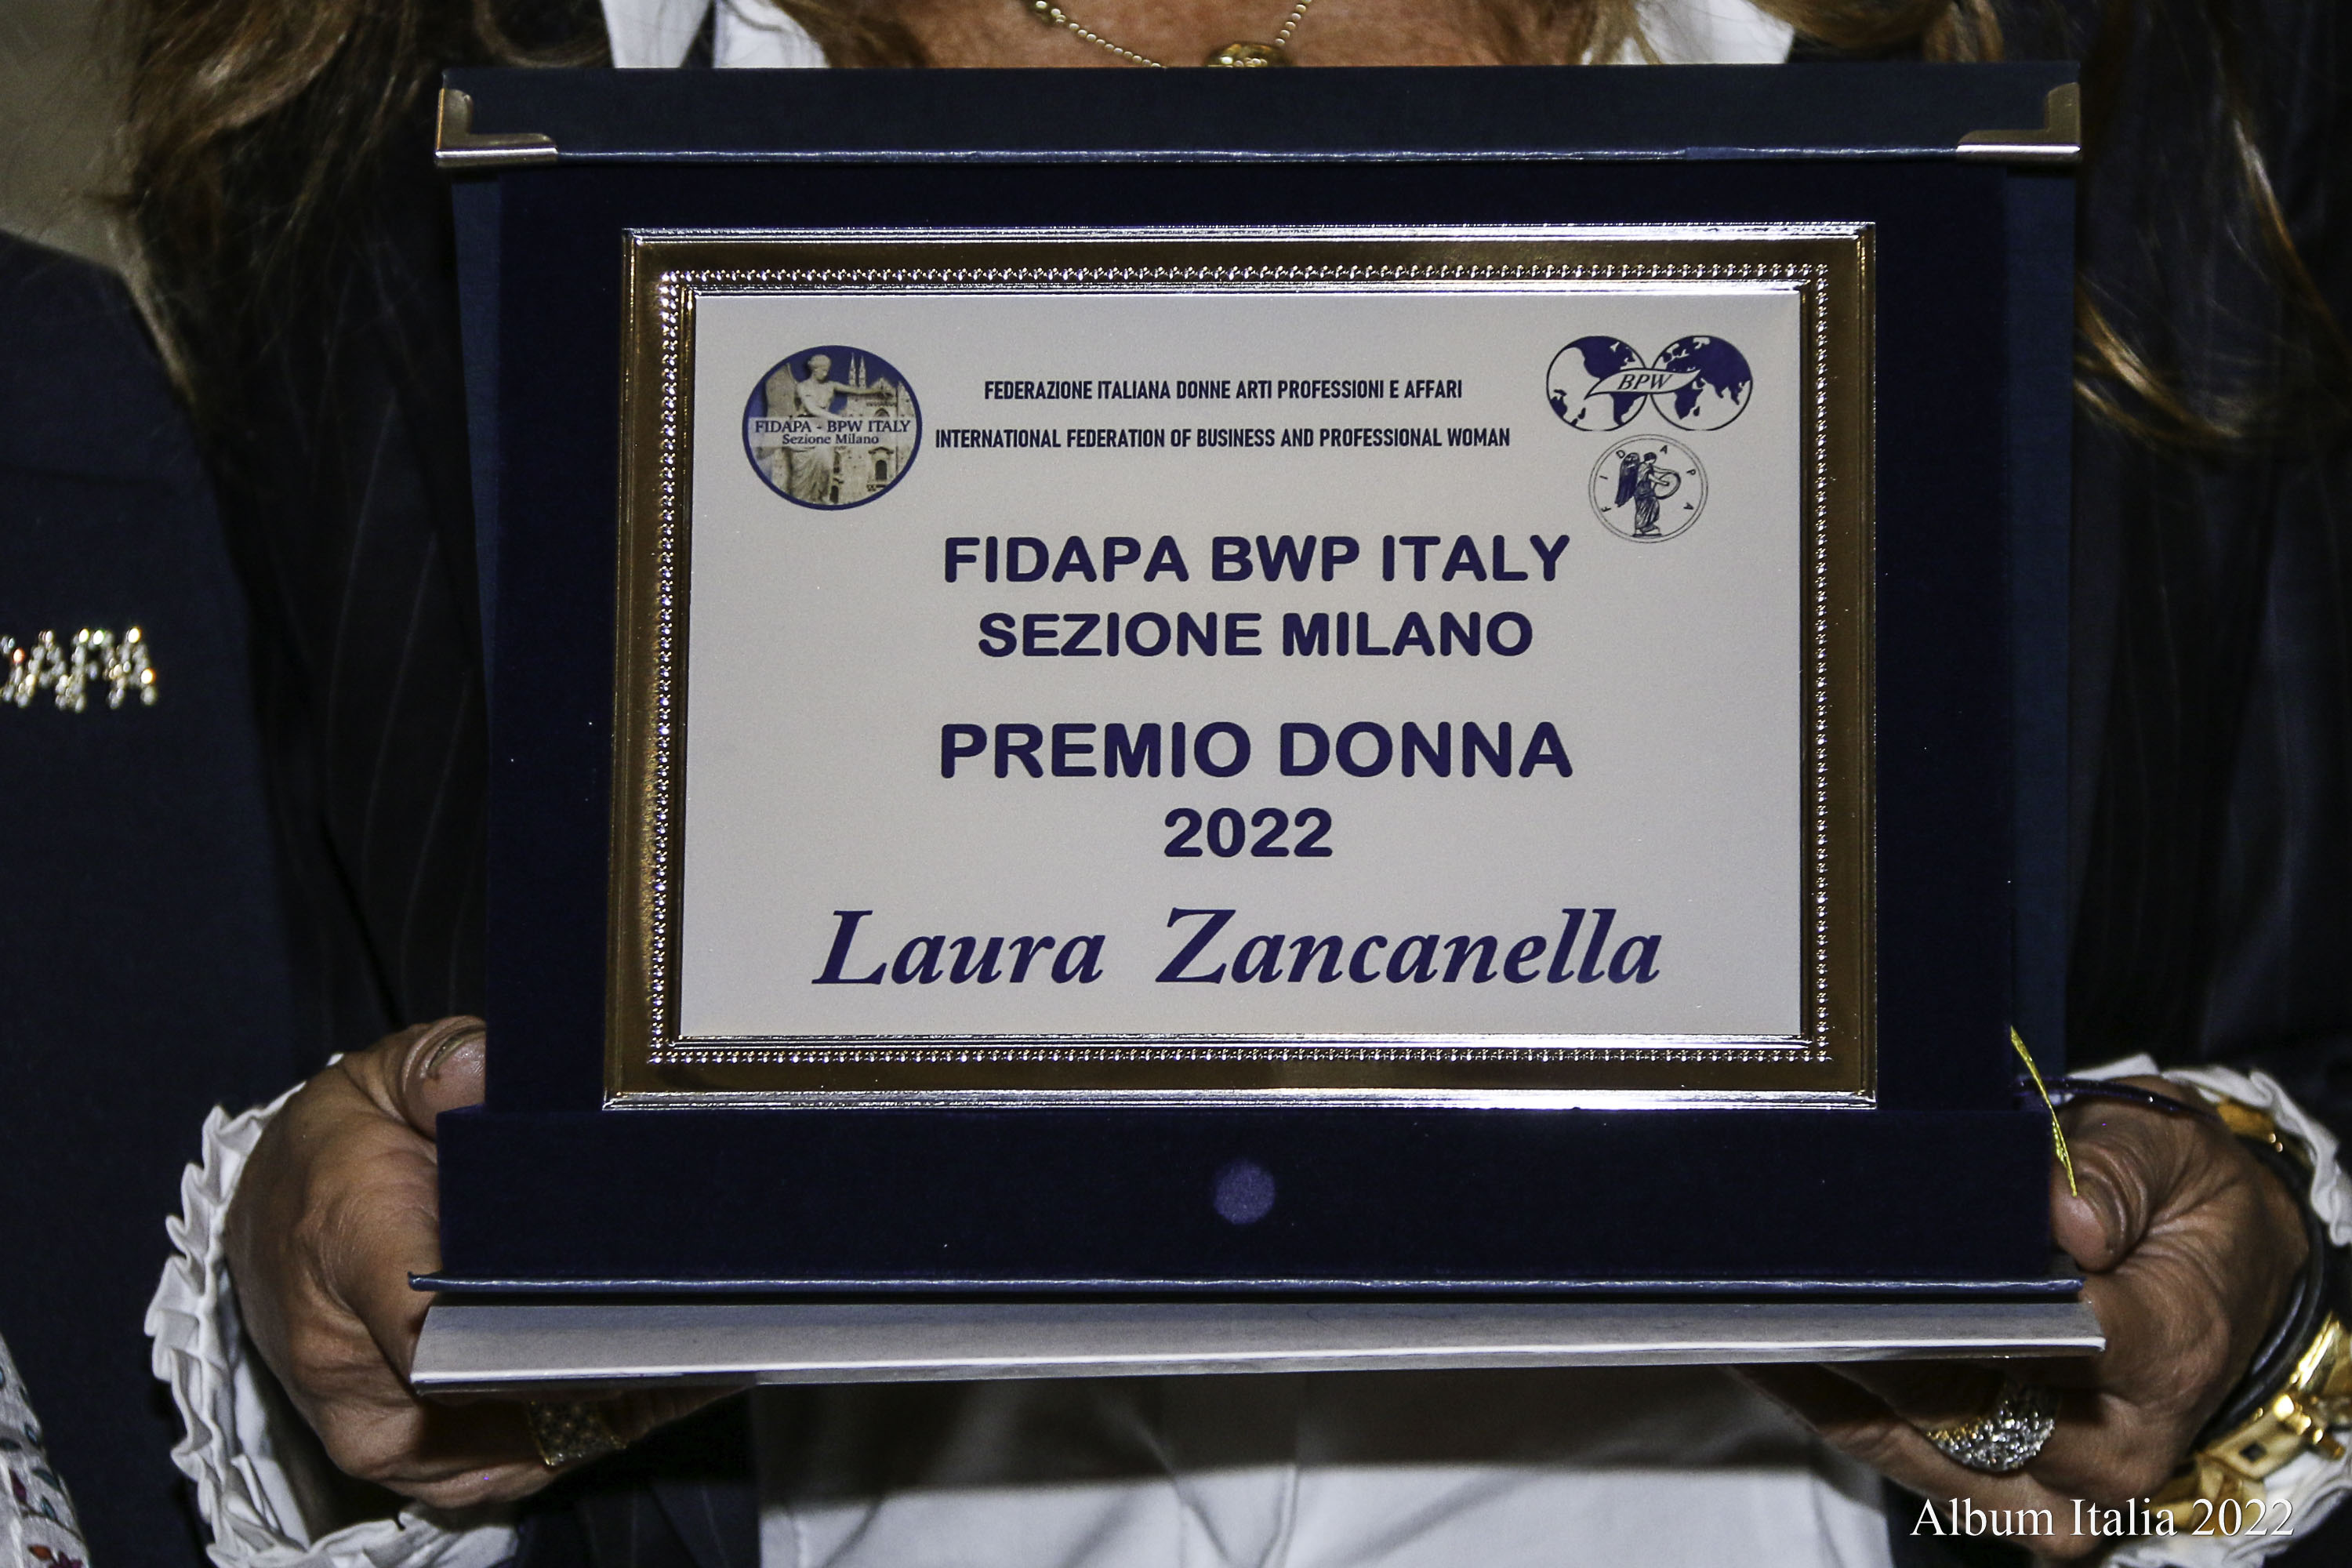 FEDERAZIONE ITALIANA DONNE ARTI PROFESSIONI E AFFARI
INTERNATIONAL FEDERATION OF BUSINESS AND PROFESSIONAL WOMAN
FIDAPA - BPW ITALY
Sezione Milano
BPW
FIDAPA
FIDAPA BWP ITALY
SEZIONE MILANO
PREMIO DONNA
2022
Laura Zancanella
DAPA
Album Italia 2022